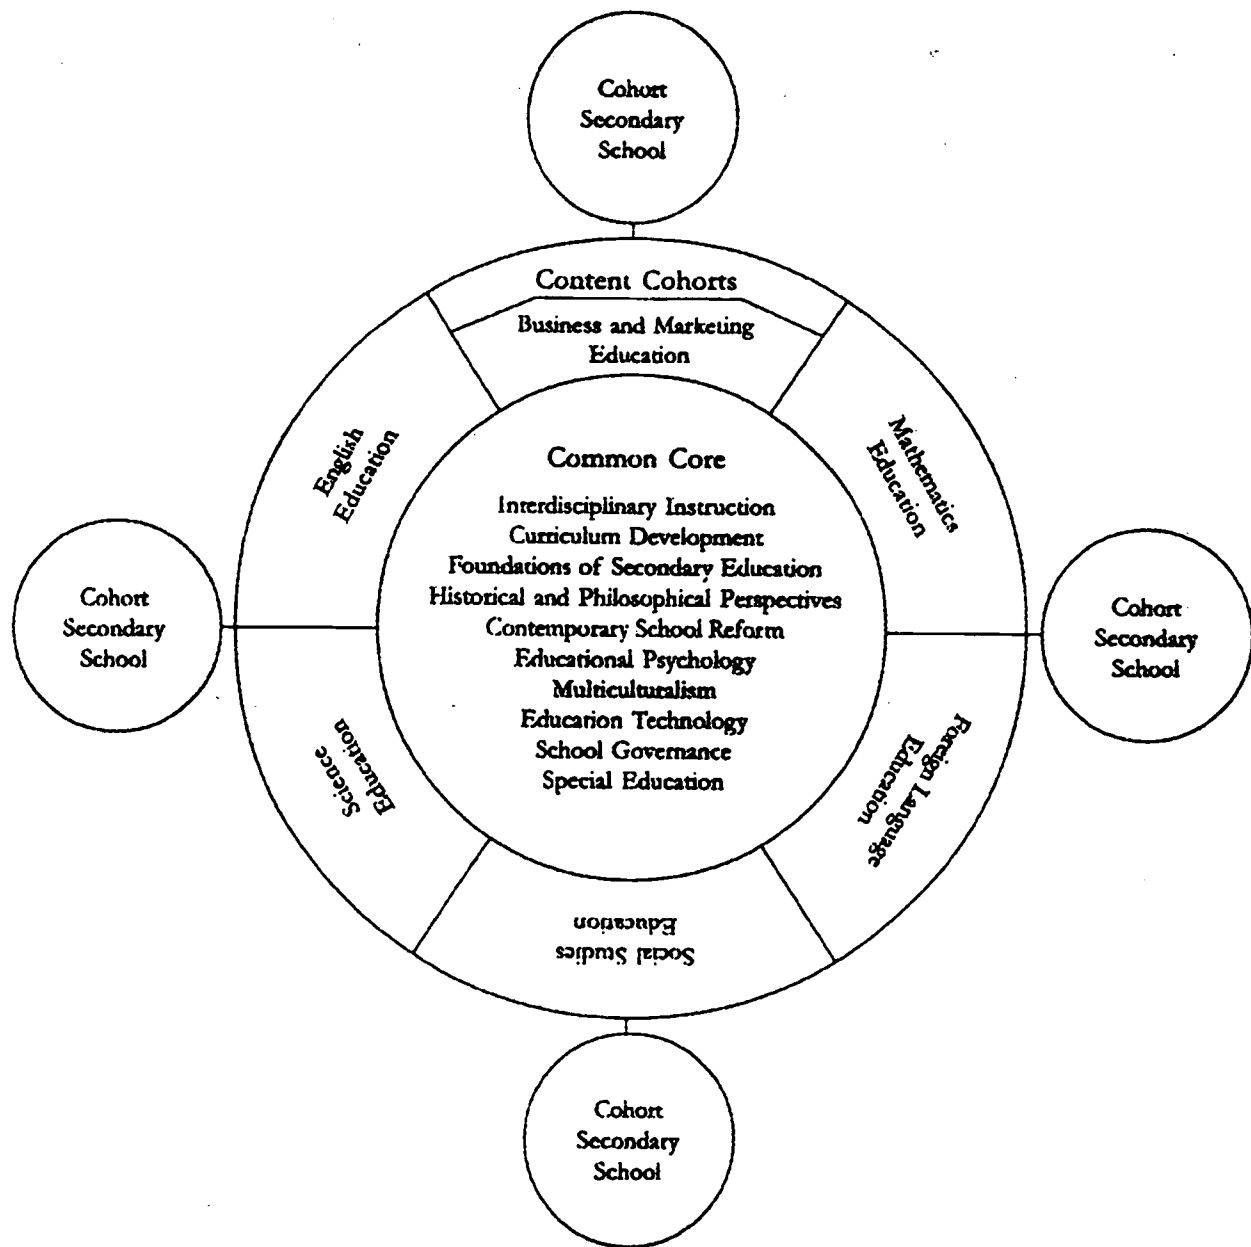 Cohort
Secondary
School
Content Cohorts
Business and Marketing
Education
English
Education
Mathematics
Education
Common Core
Interdisciplinary Instruction
Curriculum Development
Foundations of Secondary Education
Historical and Philosophical Perspectives
Contemporary School Reform
Educational Psychology
Multiculturalism
Education Technology
School Governance
Special Education
Cohort
Secondary
School
Cohort
Secondary
School
Science
Education
Foreign Language
Education
Social Studies
Education
Cohort
Secondary
School